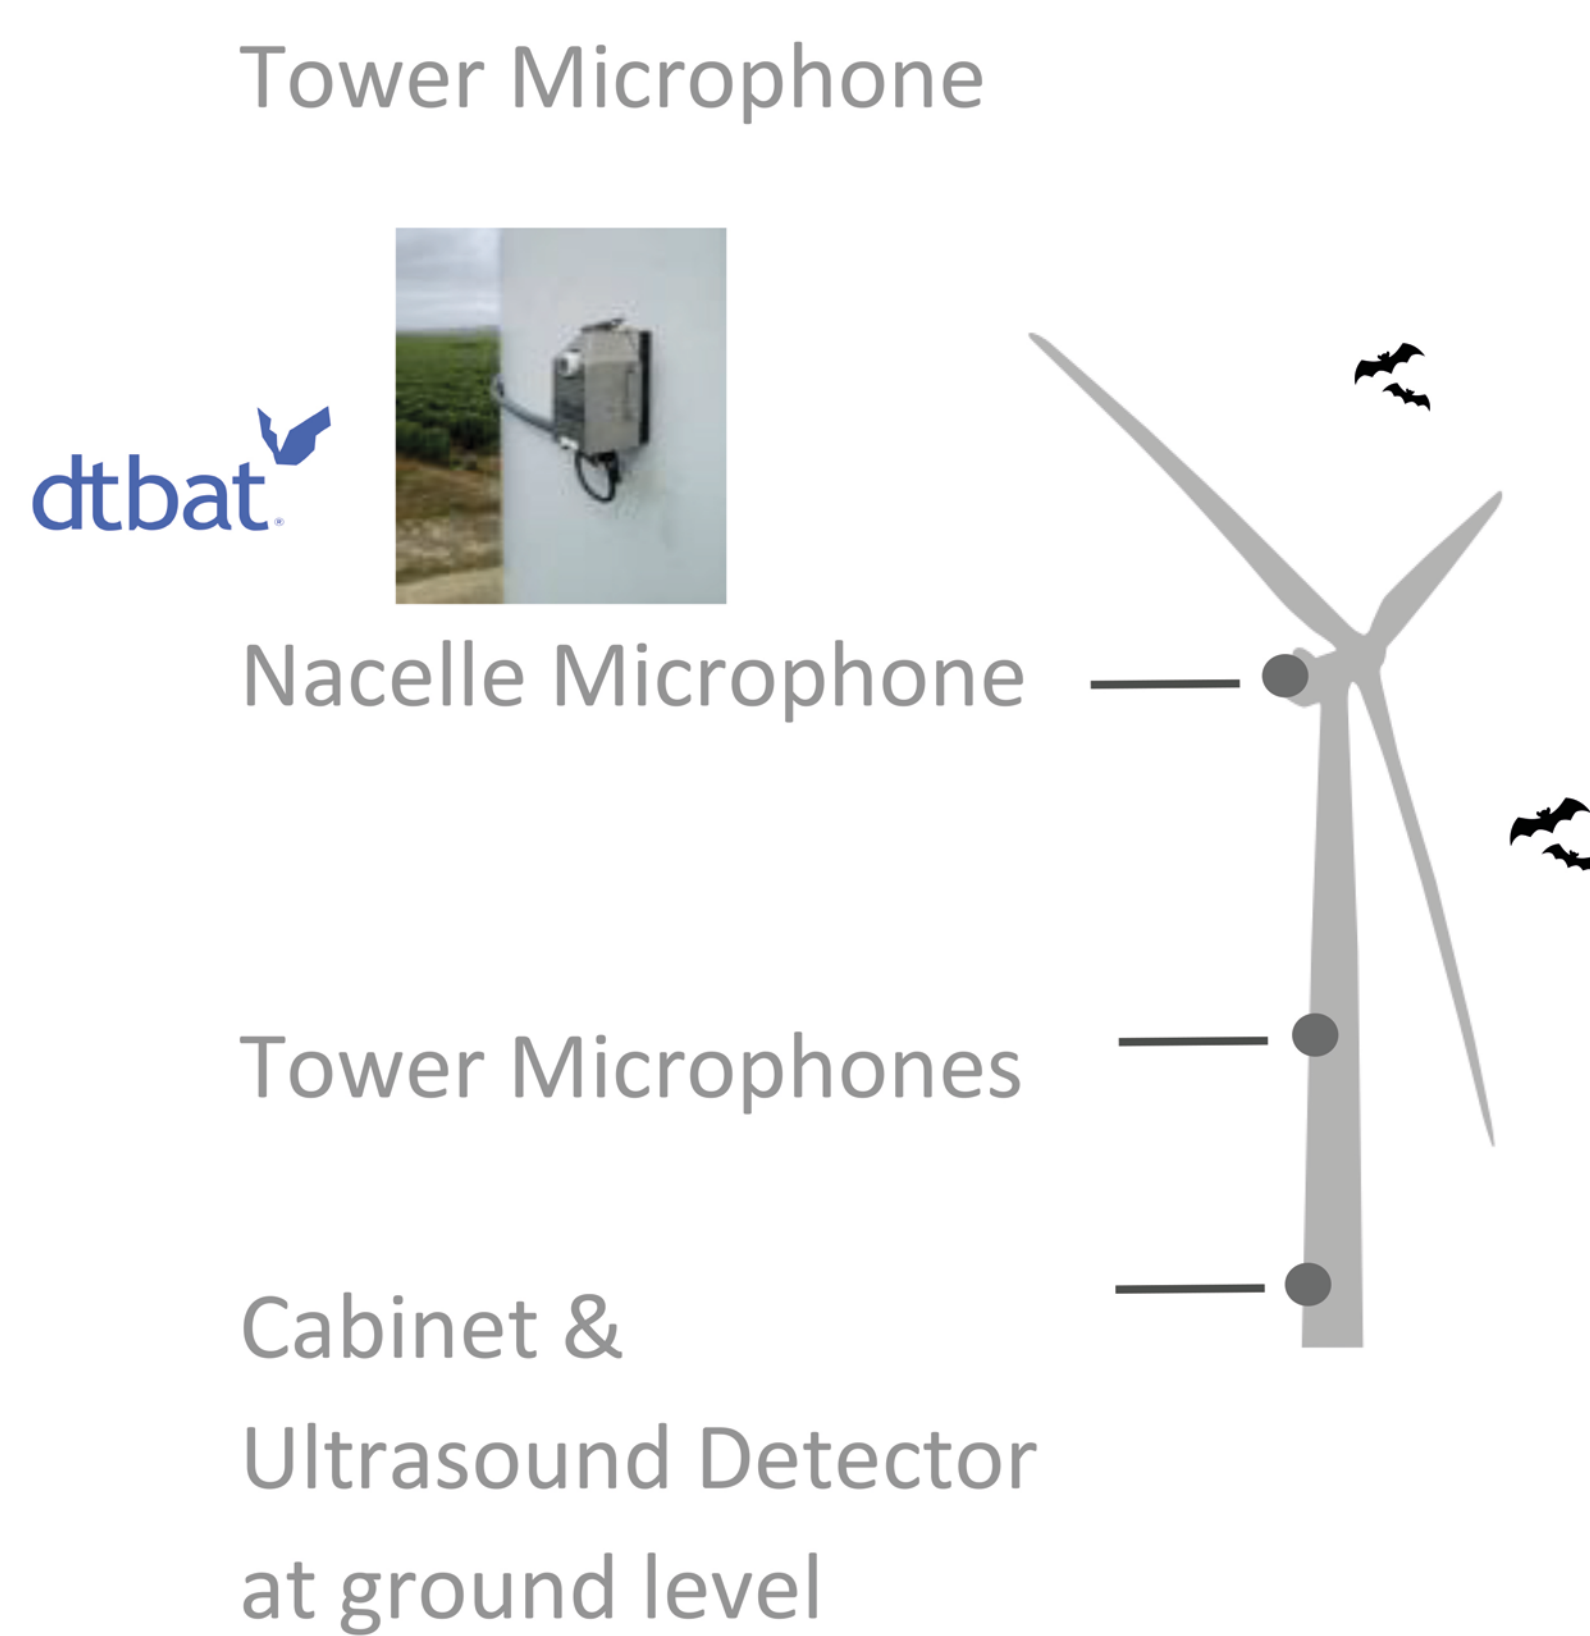 Tower Microphone
dtbat®
Nacelle Microphone
Tower Microphones
Cabinet &
Ultrasound Detector
at ground level